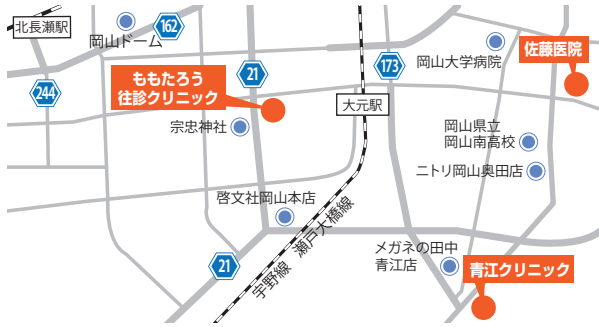 北長瀬駅
岡山ドーム
162
244
ももたろう
往診クリニック
21
宗忠神社
大元駅
173
岡山大学病院
佐藤医院
岡山県立
岡山南高校
ニトリ岡山奥田店
啓文社岡山本店
瀬戸大橋線
宇野線
21
メガネの田中
青江店
青江クリニック